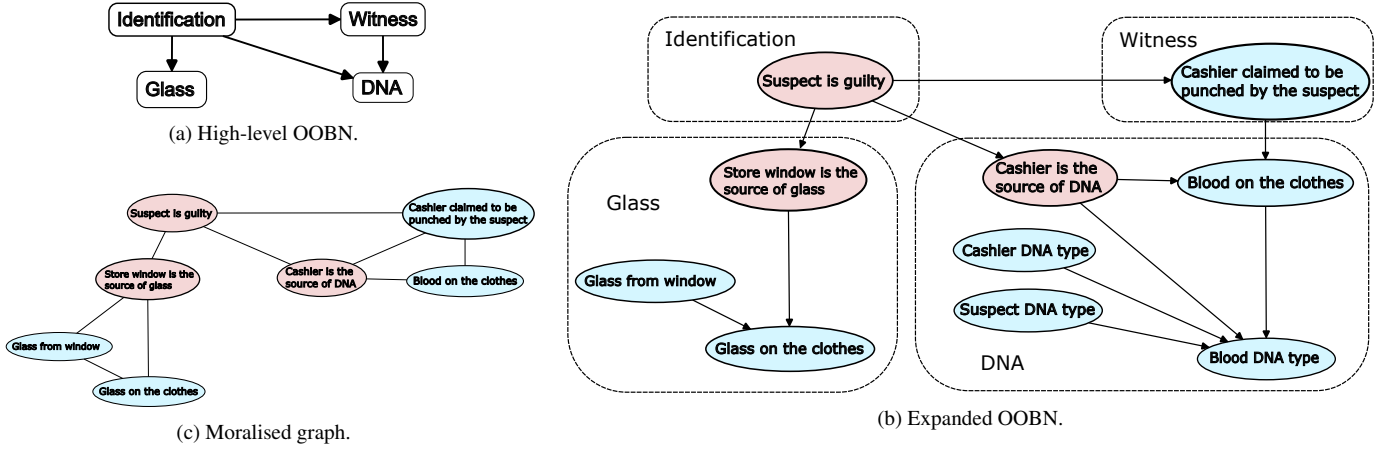 Identification
Witness
Glass
DNA
(a) High-level OOBN.
Suspect is guilty
Cashier claimed to be
punched by the suspect
Store window is the
source of glass
Cashier is the
source of DNA
Blood on the clothes
Glass from window
Glass on the clothes
(c) Moralised graph.
Identification
Witness
Suspect is guilty
Cashier claimed to be
punched by the suspect
Store window is the
source of glass
Cashier is the
source of DNA
Blood on the clothes
Glass
Cashier DNA type
Glass from window
Suspect DNA type
Glass on the clothes
Blood DNA type
DNA
(b) Expanded OOBN.